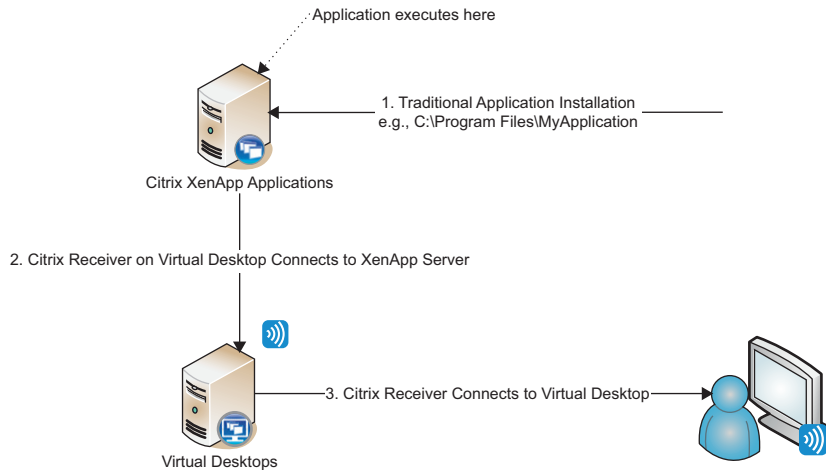 Application executes here
1. Traditional Application Installation
e.g., C:\Program Files\MyApplication
Citrix XenApp Applications
2. Citrix Receiver on Virtual Desktop Connects to XenApp Server
3. Citrix Receiver Connects to Virtual Desktop
Virtual Desktops